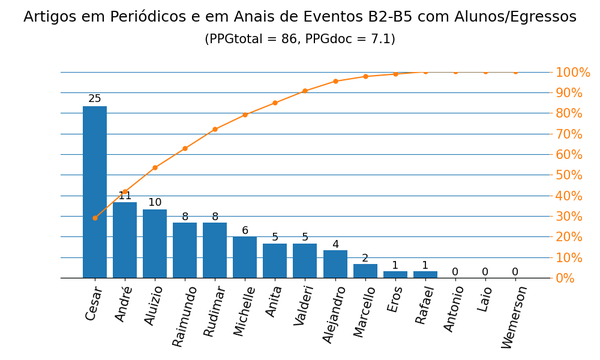 Artigos em Periódicos e em Anais de Eventos B2-B5 com Alunos/Egressos
(PPGtotal = 86, PPGdoc = 7.1)
100%
90%
80%
70%
60%
50%
40%
30%
20%
10%
0%
25
11
10
8
8
6
5
5
4
2
1
1
0
0
0
Cesar
André
Aluizio
Raimundo
Rudimar
Michelle
Anita
Valderi
Alejandro
Marcello
Eros
Rafael
Antonio
Laio
Wemerson